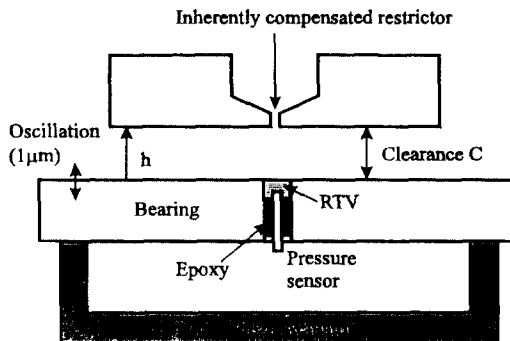 Inherently compensated restrictor
Oscillation
(1μm)
h
Clearance C
RTV
Bearing
Epoxy
Pressure
sensor